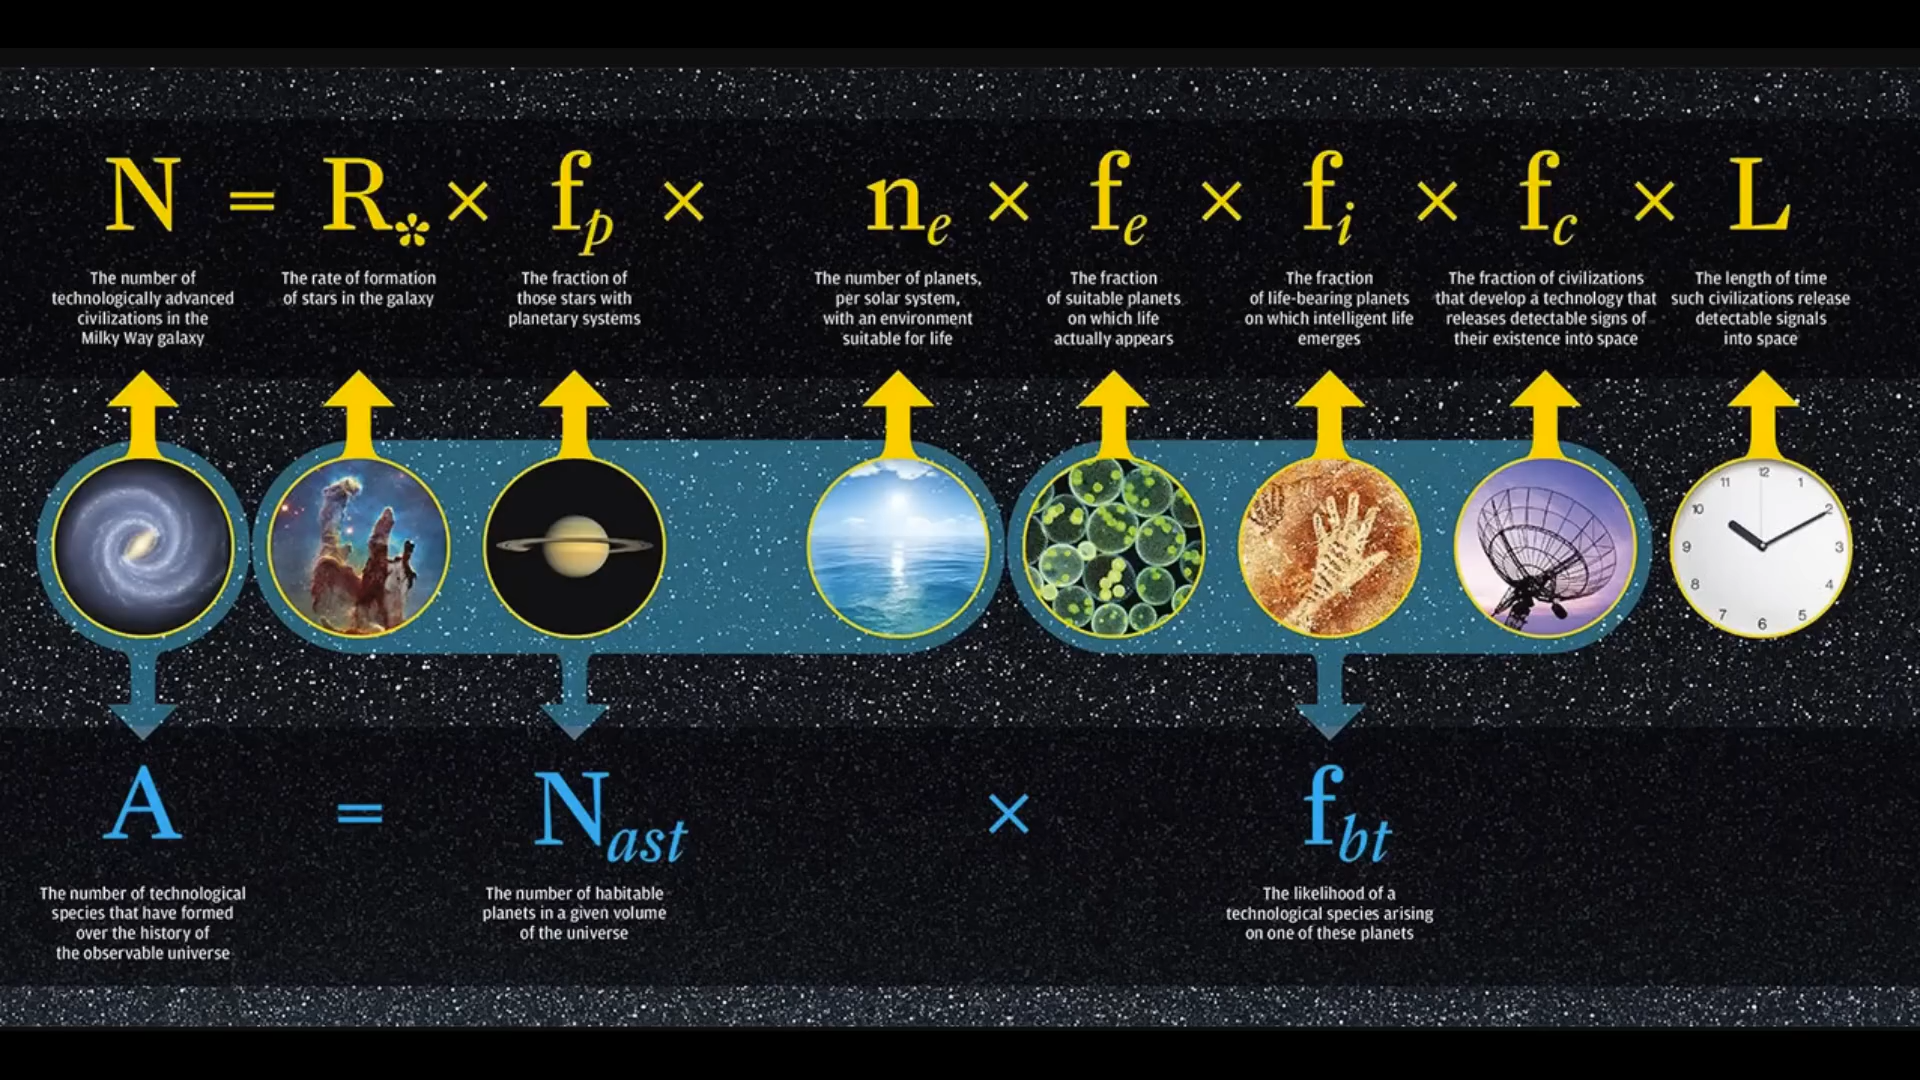 N = R* × fp × ne × fe × fi × fc × L
The number of
technologically advanced
civilizations in the
Milky Way galaxy
The rate of formation
of stars in the galaxy
The fraction of
those stars with
planetary systems
The number of planets,
per solar system,
with an environment
suitable for life
The fraction
of suitable planets
on which life
actually appears
The fraction
of life-bearing planets
on which intelligent life
emerges
The fraction of civilizations
that develop a technology that
releases detectable signs of
their existence into space
The length of time
such civilizations release
detectable signals
into space
12
1
2
3
4
5
6
7
8
9
10
11
A = Nast × fbt
The number of technological
species that have formed
over the history of
the observable universe
The number of habitable
planets in a given volume
of the universe
The likelihood of a
technological species arising
on one of these planets